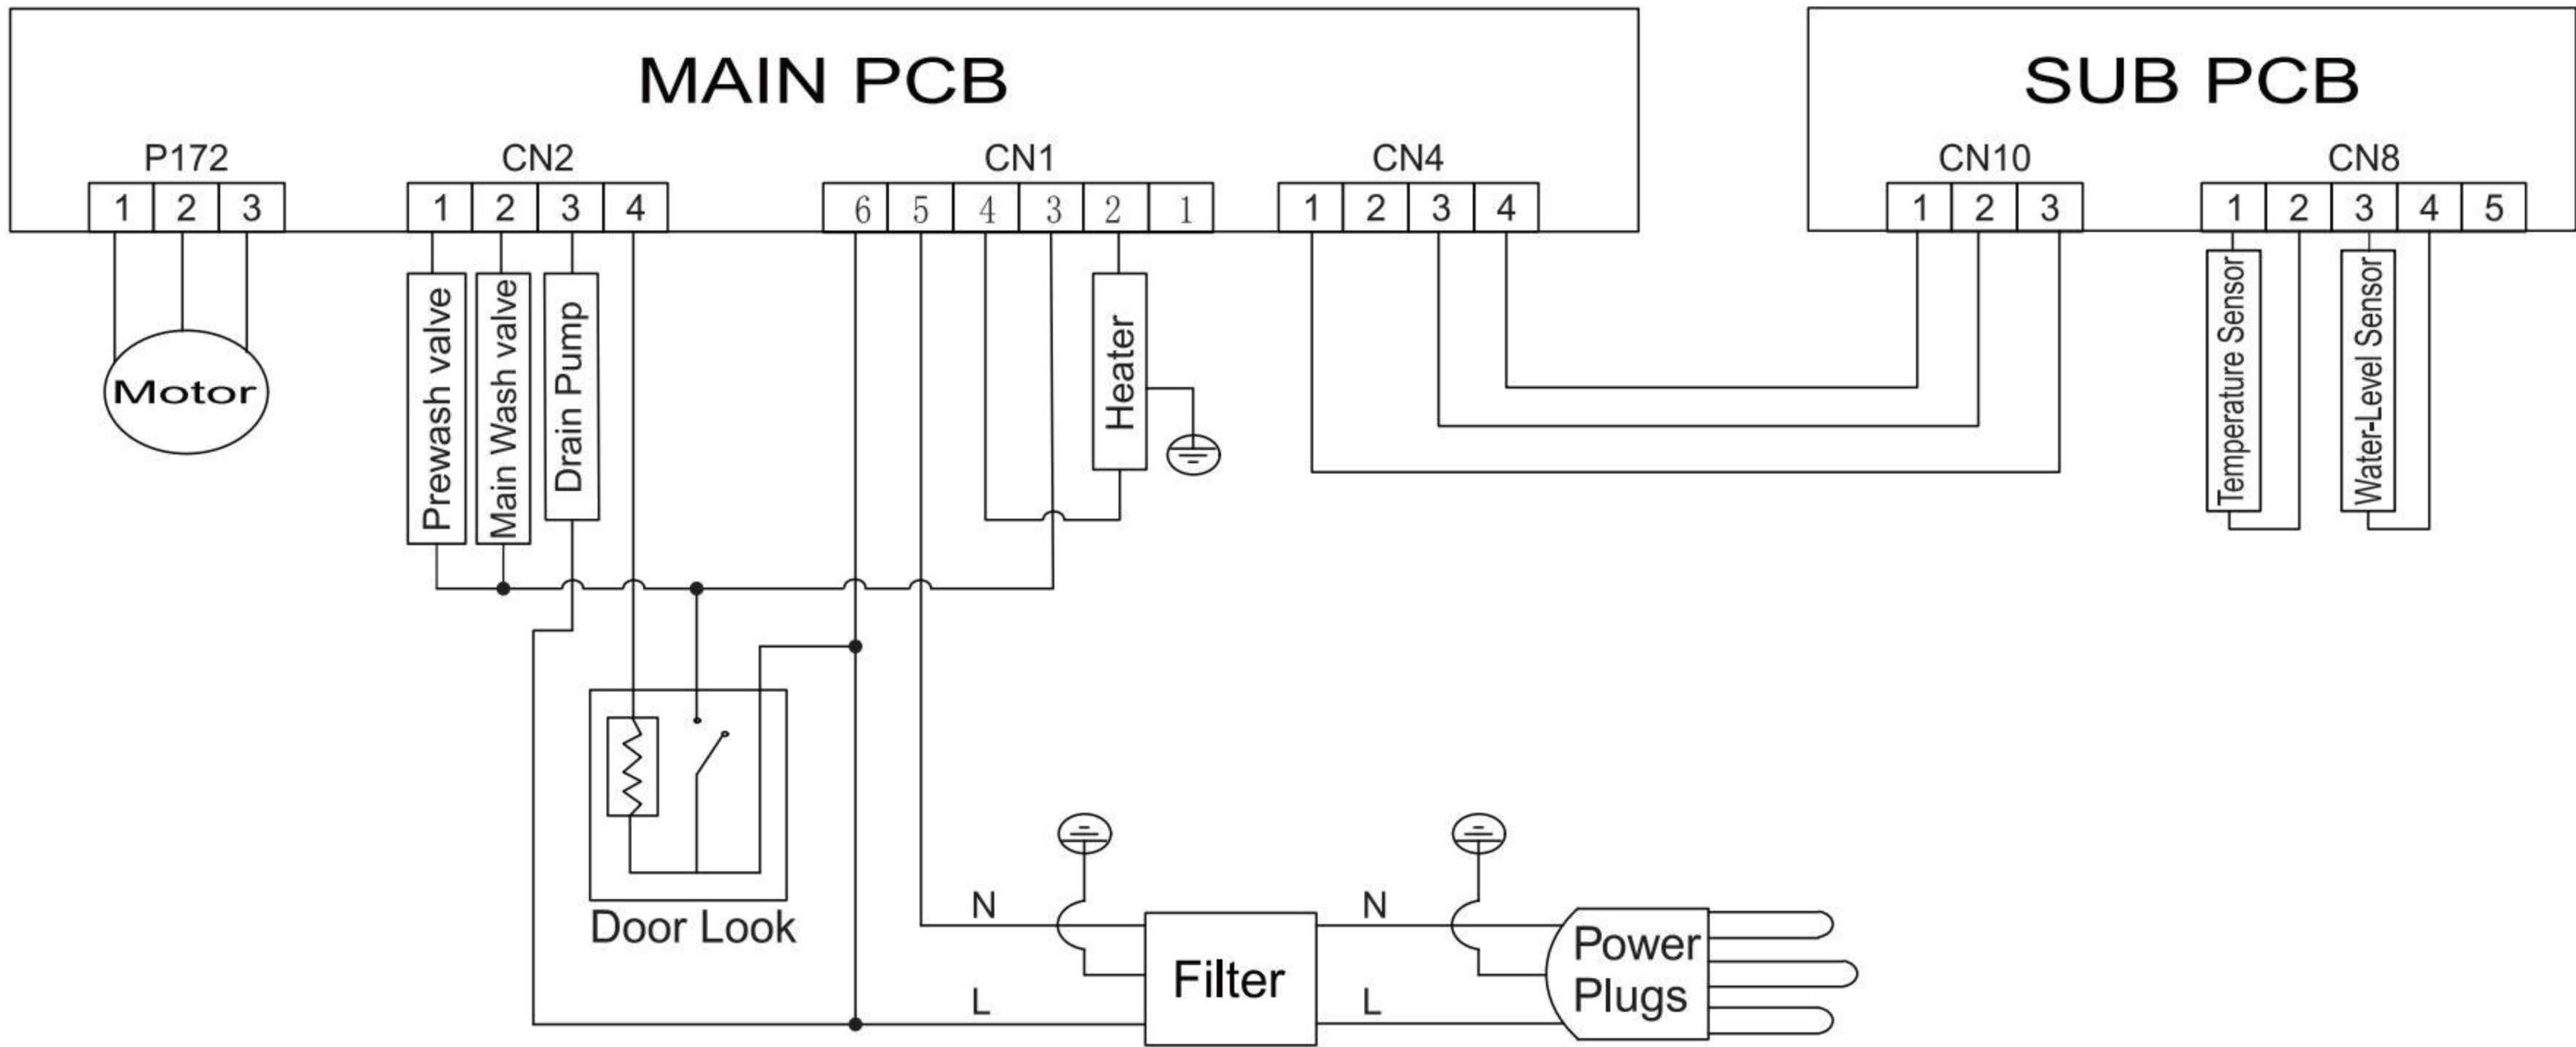 MAIN PCB
SUB PCB
P172
CN2
CN1
CN4
CN10
CN8
1 2 3
1 2 3 4
6 5 4 3 2 1
1 2 3 4
1 2 3
1 2 3 4 5
Motor
Prewash valve
Main Wash valve
Drain Pump
Heater
Temperature Sensor
Water-Level Sensor
Door Look
N
N
L
L
Filter
Power
Plugs